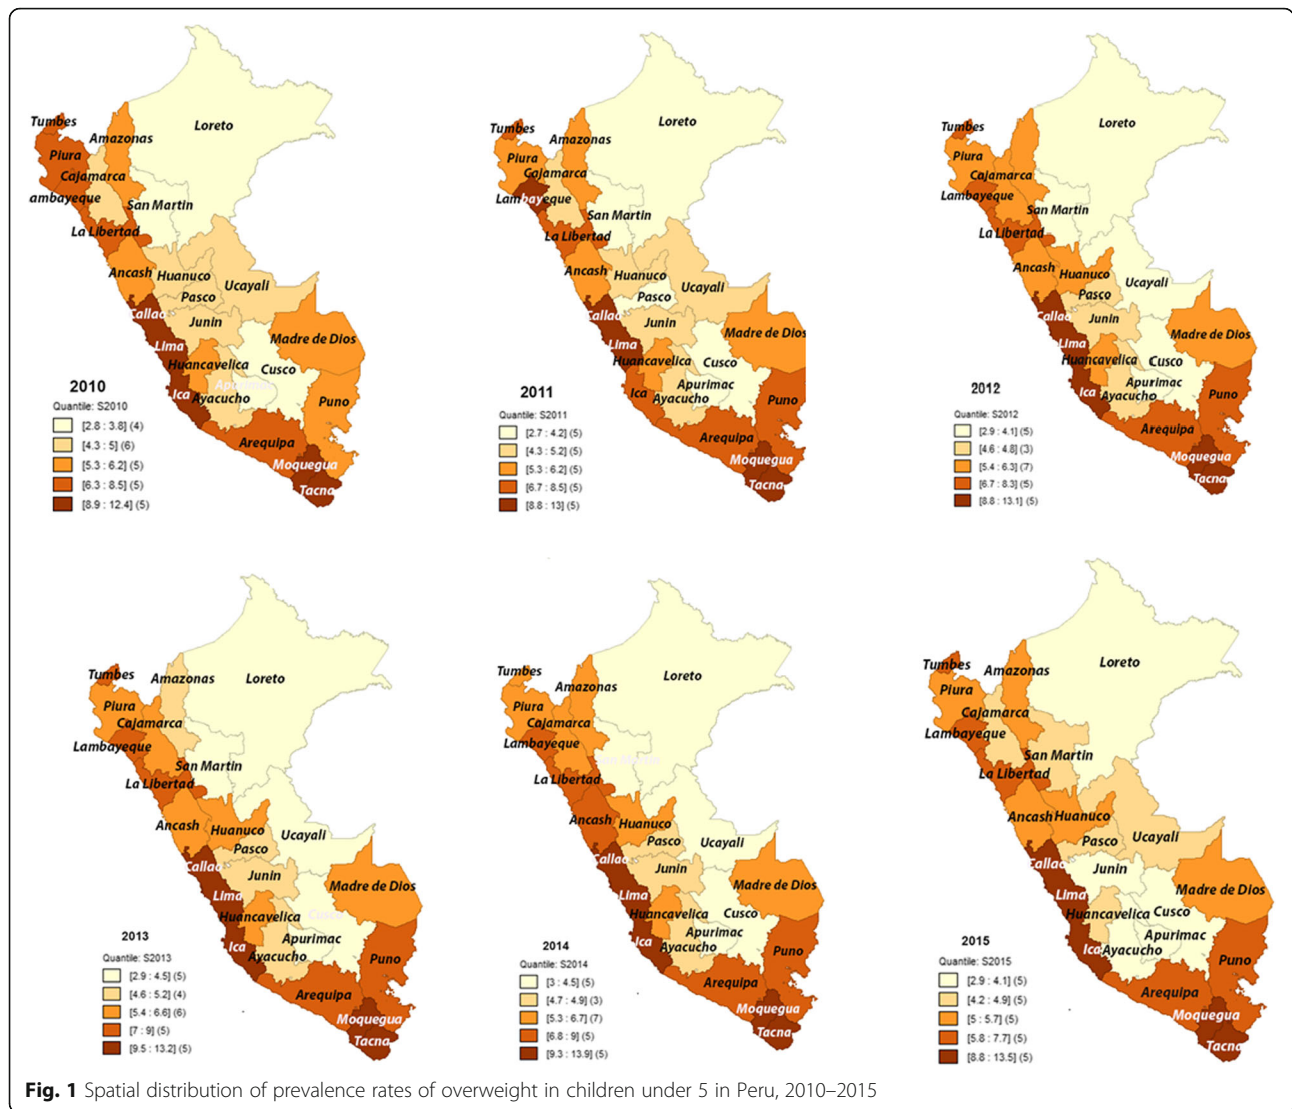 Loreto
Tumbes
Amazonas
Piura
Cajamarca
ambayeque
San Martin
La Libertad
Ancash
Huanuco
Ucayali
Pasco
Callao
Junin
Lima
Madre de Dios
Huancavelica
Cusco
Apurimac
Ica
Ayacucho
Puno
Arequipa
Moquegua
Tacna
2010
Quantile: S2010
[2.8 : 3.8] (4)
[4.3 : 5] (6)
[5.3 : 6.2] (5)
[6.3 : 8.5] (5)
[8.9 : 12.4] (5)
Loreto
Tumbes
Amazonas
Piura
Cajamarca
Lambayeque
San Martin
La Libertad
Ancash
Huanuco
Ucayali
Pasco
Callao
Junin
Lima
Madre de Dios
Huancavelica
Cusco
Apurimac
Ica
Ayacucho
Puno
Arequipa
Moquegua
Tacna
2011
Quantile: S2011
[2.7 : 4.2] (5)
[4.3 : 5.2] (5)
[5.3 : 6.2] (5)
[6.7 : 8.5] (5)
[8.8 : 13] (5)
Loreto
Tumbes
Piura
Cajamarca
Lambayeque
San Martin
La Libertad
Ancash
Huanuco
Ucayali
Pasco
Callao
Junin
Lima
Madre de Dios
Huancavelica
Cusco
Apurimac
Ica
Ayacucho
Puno
Arequipa
Moquegua
Tacna
2012
Quantile: S2012
[2.9 : 4.1] (5)
[4.6 : 4.8] (3)
[5.4 : 6.3] (7)
[6.7 : 8.3] (5)
[8.8 : 13.1] (5)
Loreto
Tumbes
Amazonas
Piura
Cajamarca
Lambayeque
San Martin
La Libertad
Ancash
Huanuco
Ucayali
Pasco
Callao
Junin
Lima
Madre de Dios
Huancavelica
Cusco
Apurimac
Ica
Ayacucho
Puno
Arequipa
Moquegua
Tacna
2013
Quantile: S2013
[2.9 : 4.5] (5)
[4.6 : 5.2] (4)
[5.4 : 6.6] (6)
[7 : 9] (5)
[9.5 : 13.2] (5)
Loreto
Tumbes
Amazonas
Piura
Cajamarca
Lambayeque
San Martin
La Libertad
Ancash
Huanuco
Ucayali
Pasco
Callao
Junin
Lima
Madre de Dios
Huancavelica
Cusco
Apurimac
Ica
Ayacucho
Puno
Arequipa
Moquegua
Tacna
2014
Quantile: S2014
[3 : 4.5] (5)
[4.7 : 4.9] (3)
[5.3 : 6.7] (7)
[6.8 : 9] (5)
[9.3 : 13.9] (5)
Loreto
Tumbes
Amazonas
Piura
Cajamarca
Lambayeque
San Martin
La Libertad
Ancash
Huanuco
Ucayali
Pasco
Callao
Junin
Lima
Madre de Dios
Huancavelica
Cusco
Apurimac
Ica
Ayacucho
Puno
Arequipa
Moquegua
Tacna
2015
Quantile: S2015
[2.9 : 4.1] (5)
[4.2 : 4.9] (5)
[5 : 5.7] (5)
[5.8 : 7.7] (5)
[8.8 : 13.5] (5)
Fig. 1 Spatial distribution of prevalence rates of overweight in children under 5 in Peru, 2010–2015